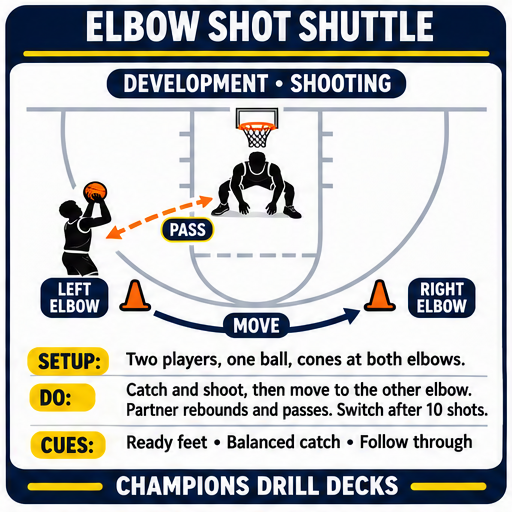 ELBOW SHOT SHUTTLE
DEVELOPMENT • SHOOTING
PASS
LEFT
ELBOW
RIGHT
ELBOW
MOVE
SETUP: Two players, one ball, cones at both elbows.
DO: Catch and shoot, then move to the other elbow.
Partner rebounds and passes. Switch after 10 shots.
CUES: Ready feet • Balanced catch • Follow through
CHAMPIONS DRILL DECKS